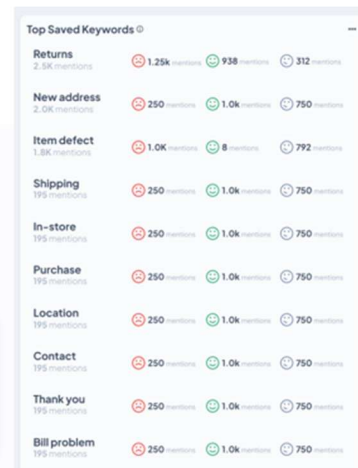 Top Saved Keywords
Returns
2.5K mentions
1.25k mentions 938 mentions 312 mentions
New address
2.0K mentions
250 mentions 1.0k mentions 750 mentions
Item defect
1.8K mentions
1.0K mentions 8 mentions 792 mentions
Shipping
195 mentions
250 mentions 1.0k mentions 750 mentions
In-store
195 mentions
250 mentions 1.0k mentions 750 mentions
Purchase
195 mentions
250 mentions 1.0k mentions 750 mentions
Location
195 mentions
250 mentions 1.0k mentions 750 mentions
Contact
195 mentions
250 mentions 1.0k mentions 750 mentions
Thank you
195 mentions
250 mentions 1.0k mentions 750 mentions
Bill problem
195 mentions
250 mentions 1.0k mentions 750 mentions